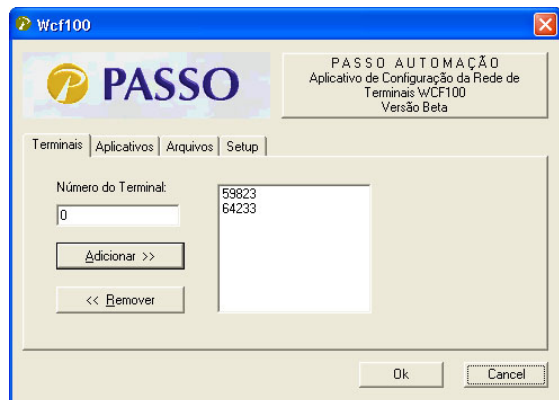 Wcf100
PASSO
PASSO AUTOMAÇÃO
Aplicativo de Configuração da Rede de
Terminais WCF100
Versão Beta
Terminais Aplicativos Arquivos Setup
Número do Terminal:
0
59823
64233
Adicionar >>
<< Remover
Ok Cancel